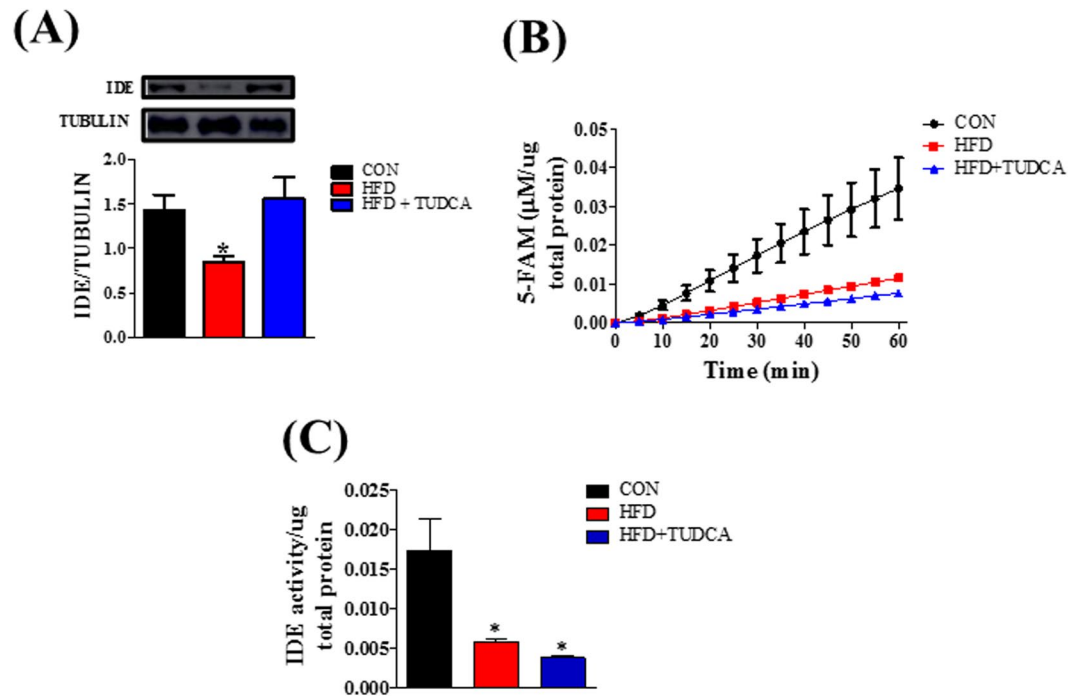 (A)
IDE
TUBULIN
2.0
1.5
1.0
0.5
0.0
IDE/TUBULIN
*
CON
HFD
HFD + TUDCA
(B)
0.05
0.04
0.03
0.02
0.01
0.00
5-FAM (µM/ug
total protein)
0 10 20 30 40 50 60
Time (min)
CON
HFD
HFD+TUDCA
(C)
0.025
0.020
0.015
0.010
0.005
0.000
IDE activity/ug
total protein
* *
CON
HFD
HFD+TUDCA